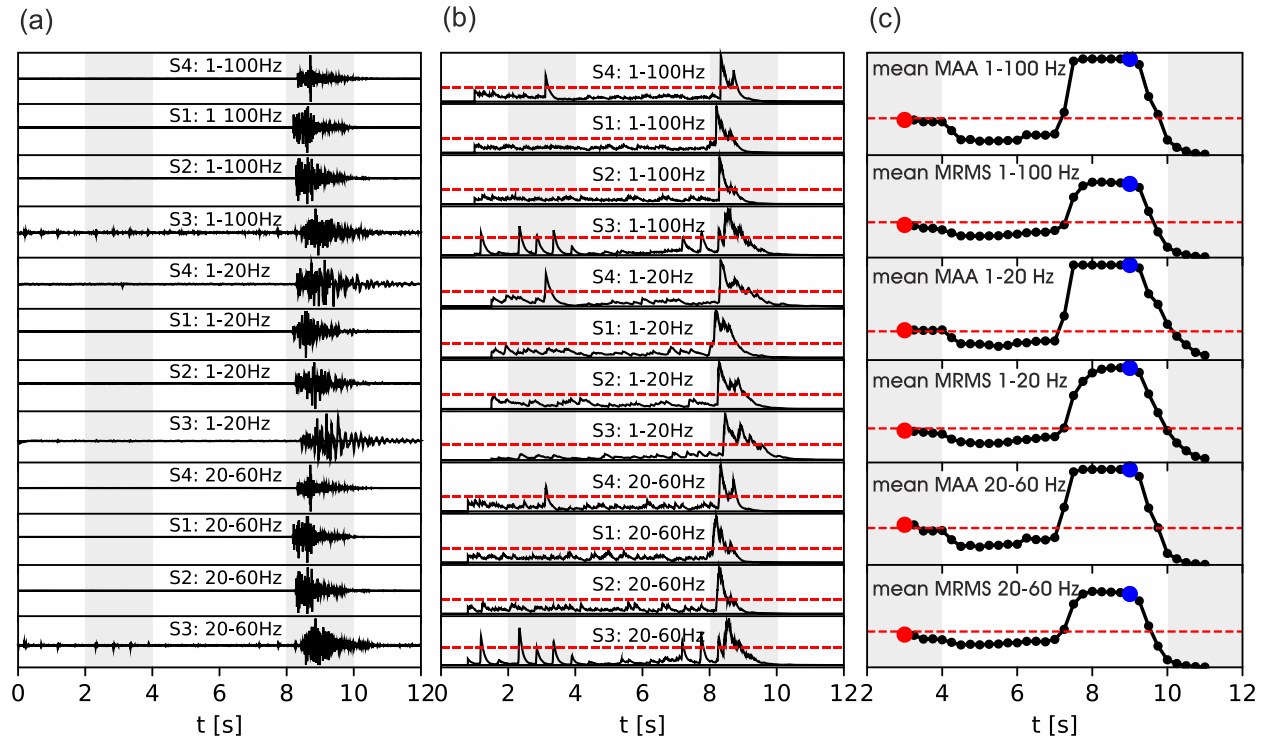 (a)
S4: 1-100Hz
S1: 1 100Hz
S2: 1-100Hz
S3: 1-100Hz
S4: 1-20Hz
S1: 1-20Hz
S2: 1-20Hz
S3: 1-20Hz
S4: 20-60Hz
S1: 20-60Hz
S2: 20-60Hz
S3: 20-60Hz
0 2 4 6 8 10 12
t [s]
(b)
S4: 1-100Hz
S1: 1-100Hz
S2: 1-100Hz
S3: 1-100Hz
S4: 1-20Hz
S1: 1-20Hz
S2: 1-20Hz
S3: 1-20Hz
S4: 20-60Hz
S1: 20-60Hz
S2: 20-60Hz
S3: 20-60Hz
0 2 4 6 8 10 12
t [s]
(c)
mean MAA 1-100 Hz
mean MRMS 1-100 Hz
mean MAA 1-20 Hz
mean MRMS 1-20 Hz
mean MAA 20-60 Hz
mean MRMS 20-60 Hz
2 4 6 8 10 12
t [s]